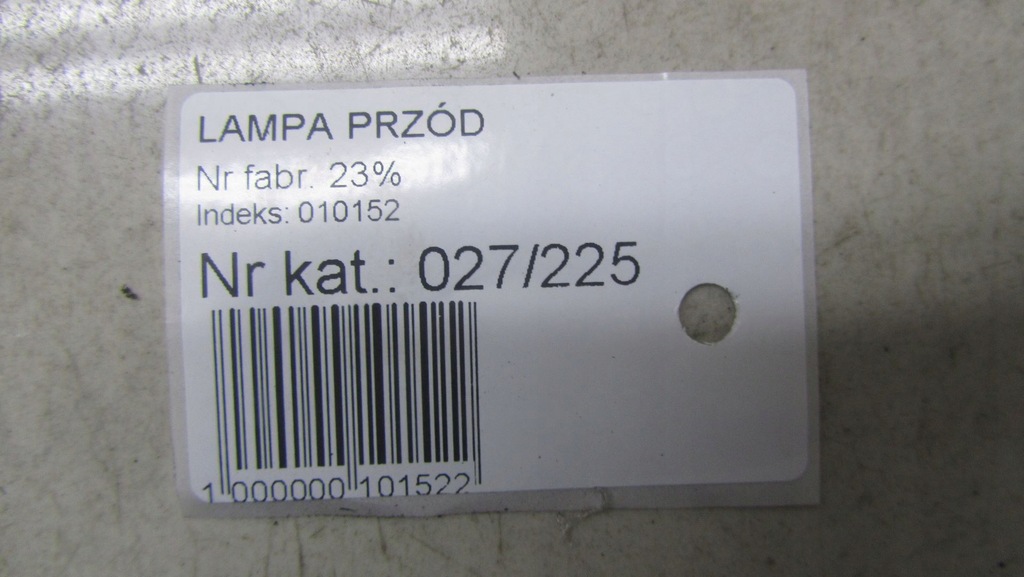 LAMPA PRZÓD
Nr fabr. 23%
Indeks: 010152
Nr kat.: 027/225
1 000000 101522